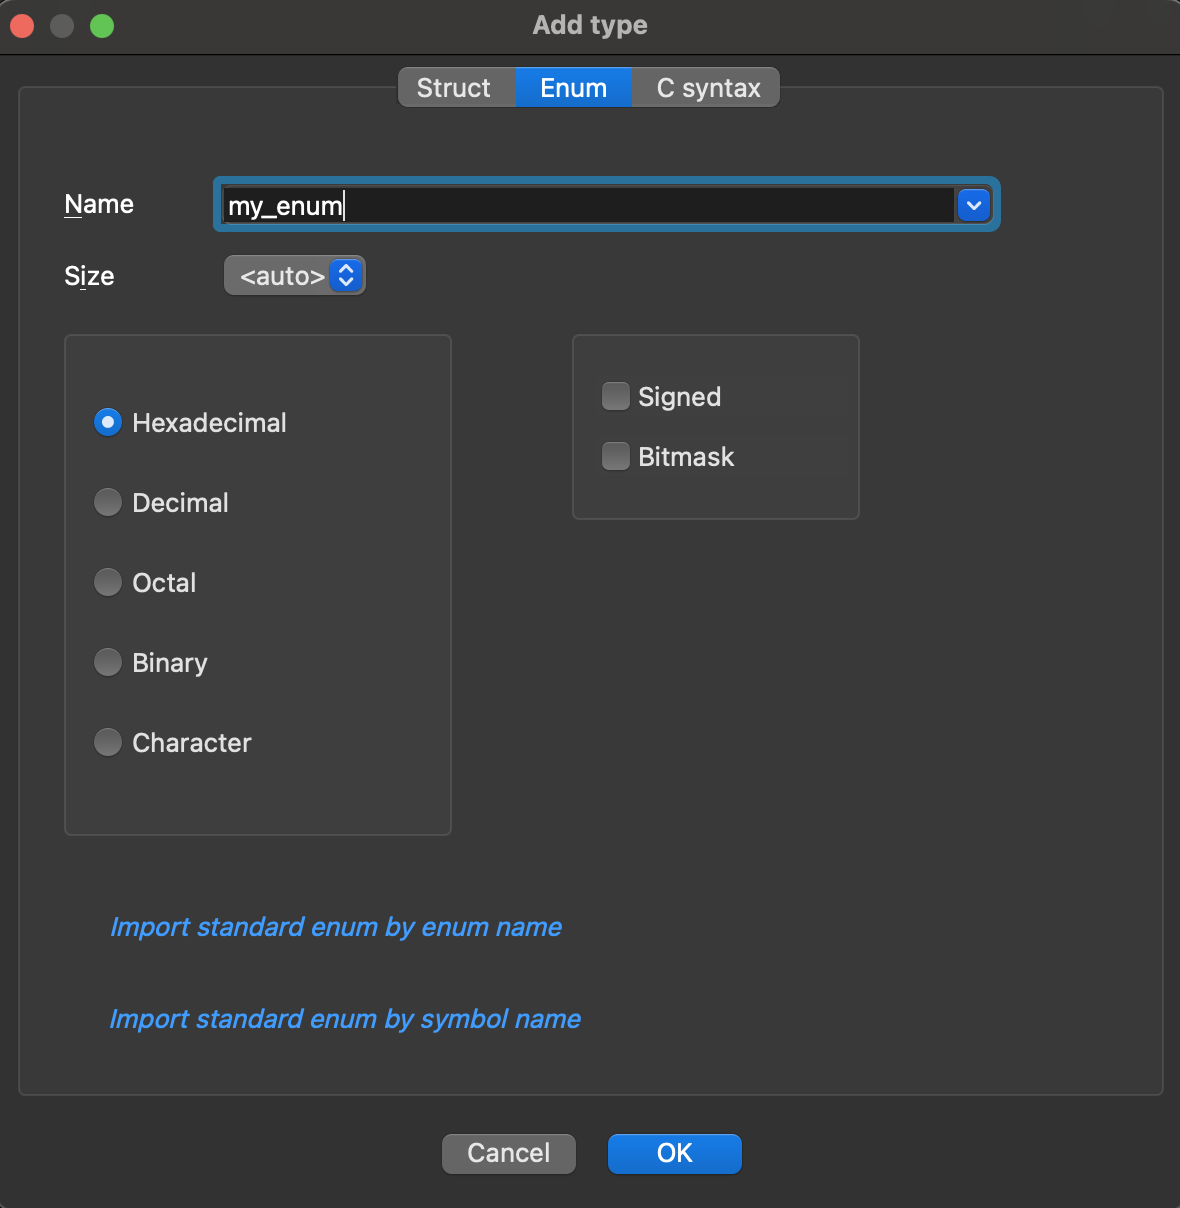 Add type
Struct Enum C syntax
Name my_enum
Size <auto>
Hexadecimal
Decimal
Octal
Binary
Character
Signed
Bitmask
Import standard enum by enum name
Import standard enum by symbol name
Cancel OK